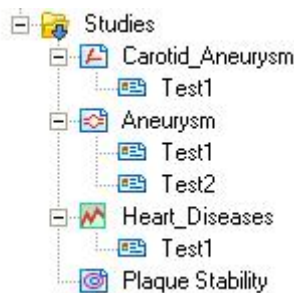 Studies
Carotid_Aneurysm
Test1
Aneurysm
Test1
Test2
Heart_Diseases
Test1
Plaque Stability